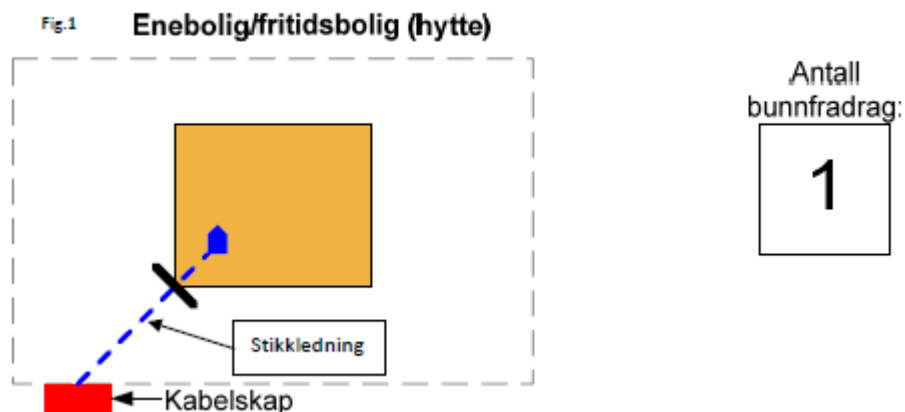 Fig.1
Enebolig/fritidsbolig (hytte)
Antall
bunnfradrag:
1
Stikkledning
Kabelskap